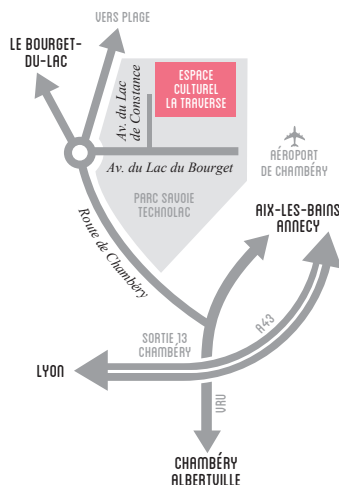 VERS PLAGE
LE BOURGET-
DU-LAC
Av. du Lac
de Constance
ESPACE
CULTUREL
LA TRAVERSE
Av. du Lac du Bourget
AÉROPORT
DE CHAMBÉRY
PARC SAVOIE
TECHNOLAC
AIX-LES-BAINS
ANNECY
Route de Chambéry
A43
SORTIE 13
CHAMBÉRY
LYON
VRU
CHAMBÉRY
ALBERTVILLE